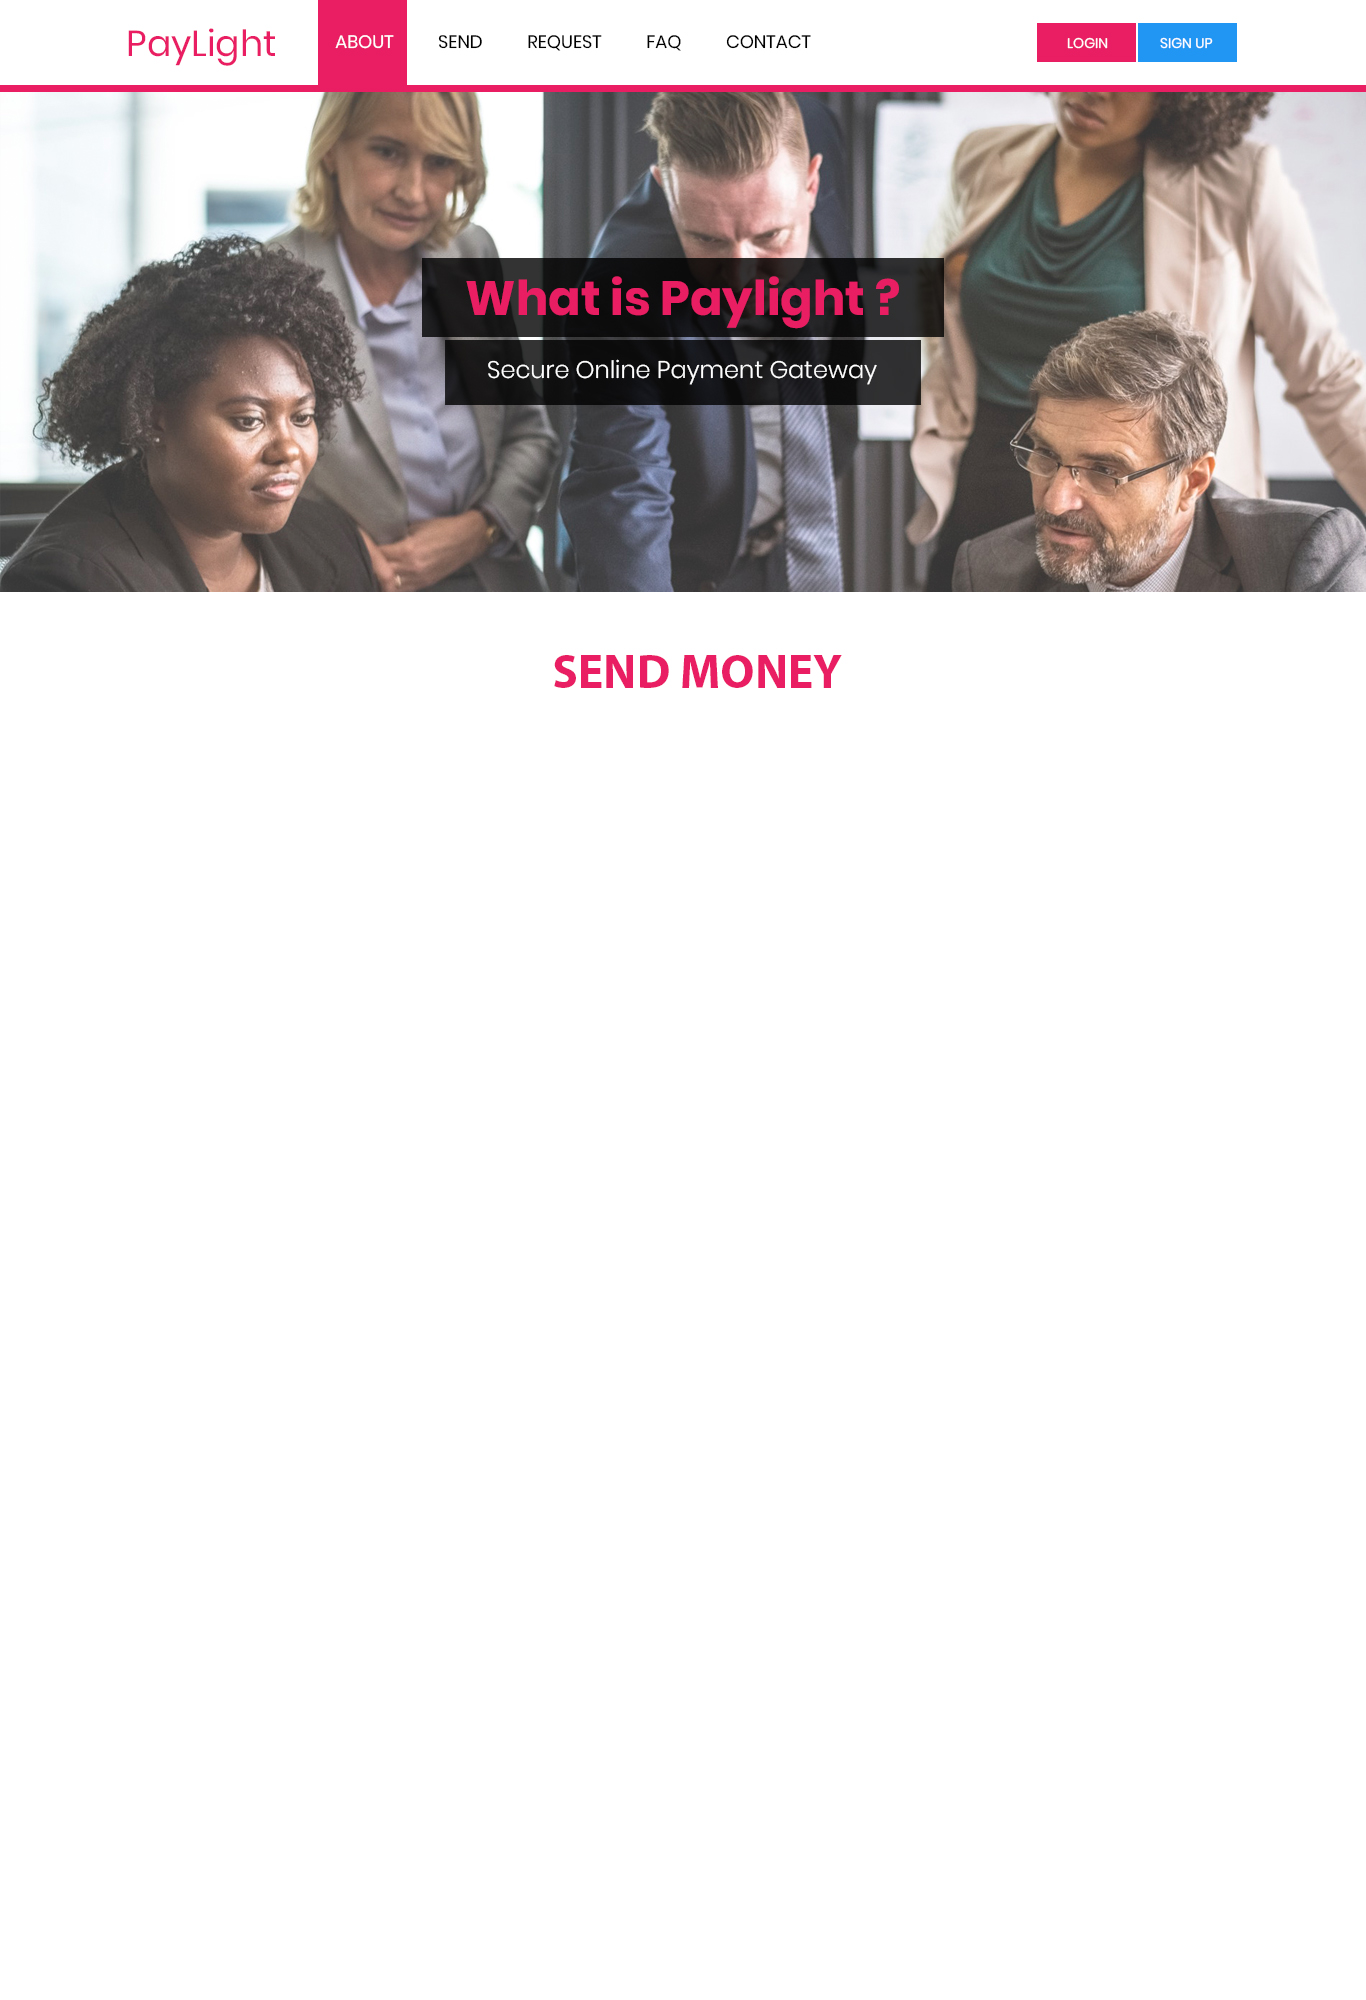 PayLight
ABOUT SEND REQUEST FAQ CONTACT
LOGIN SIGN UP
What is Paylight ?
Secure Online Payment Gateway
SEND MONEY